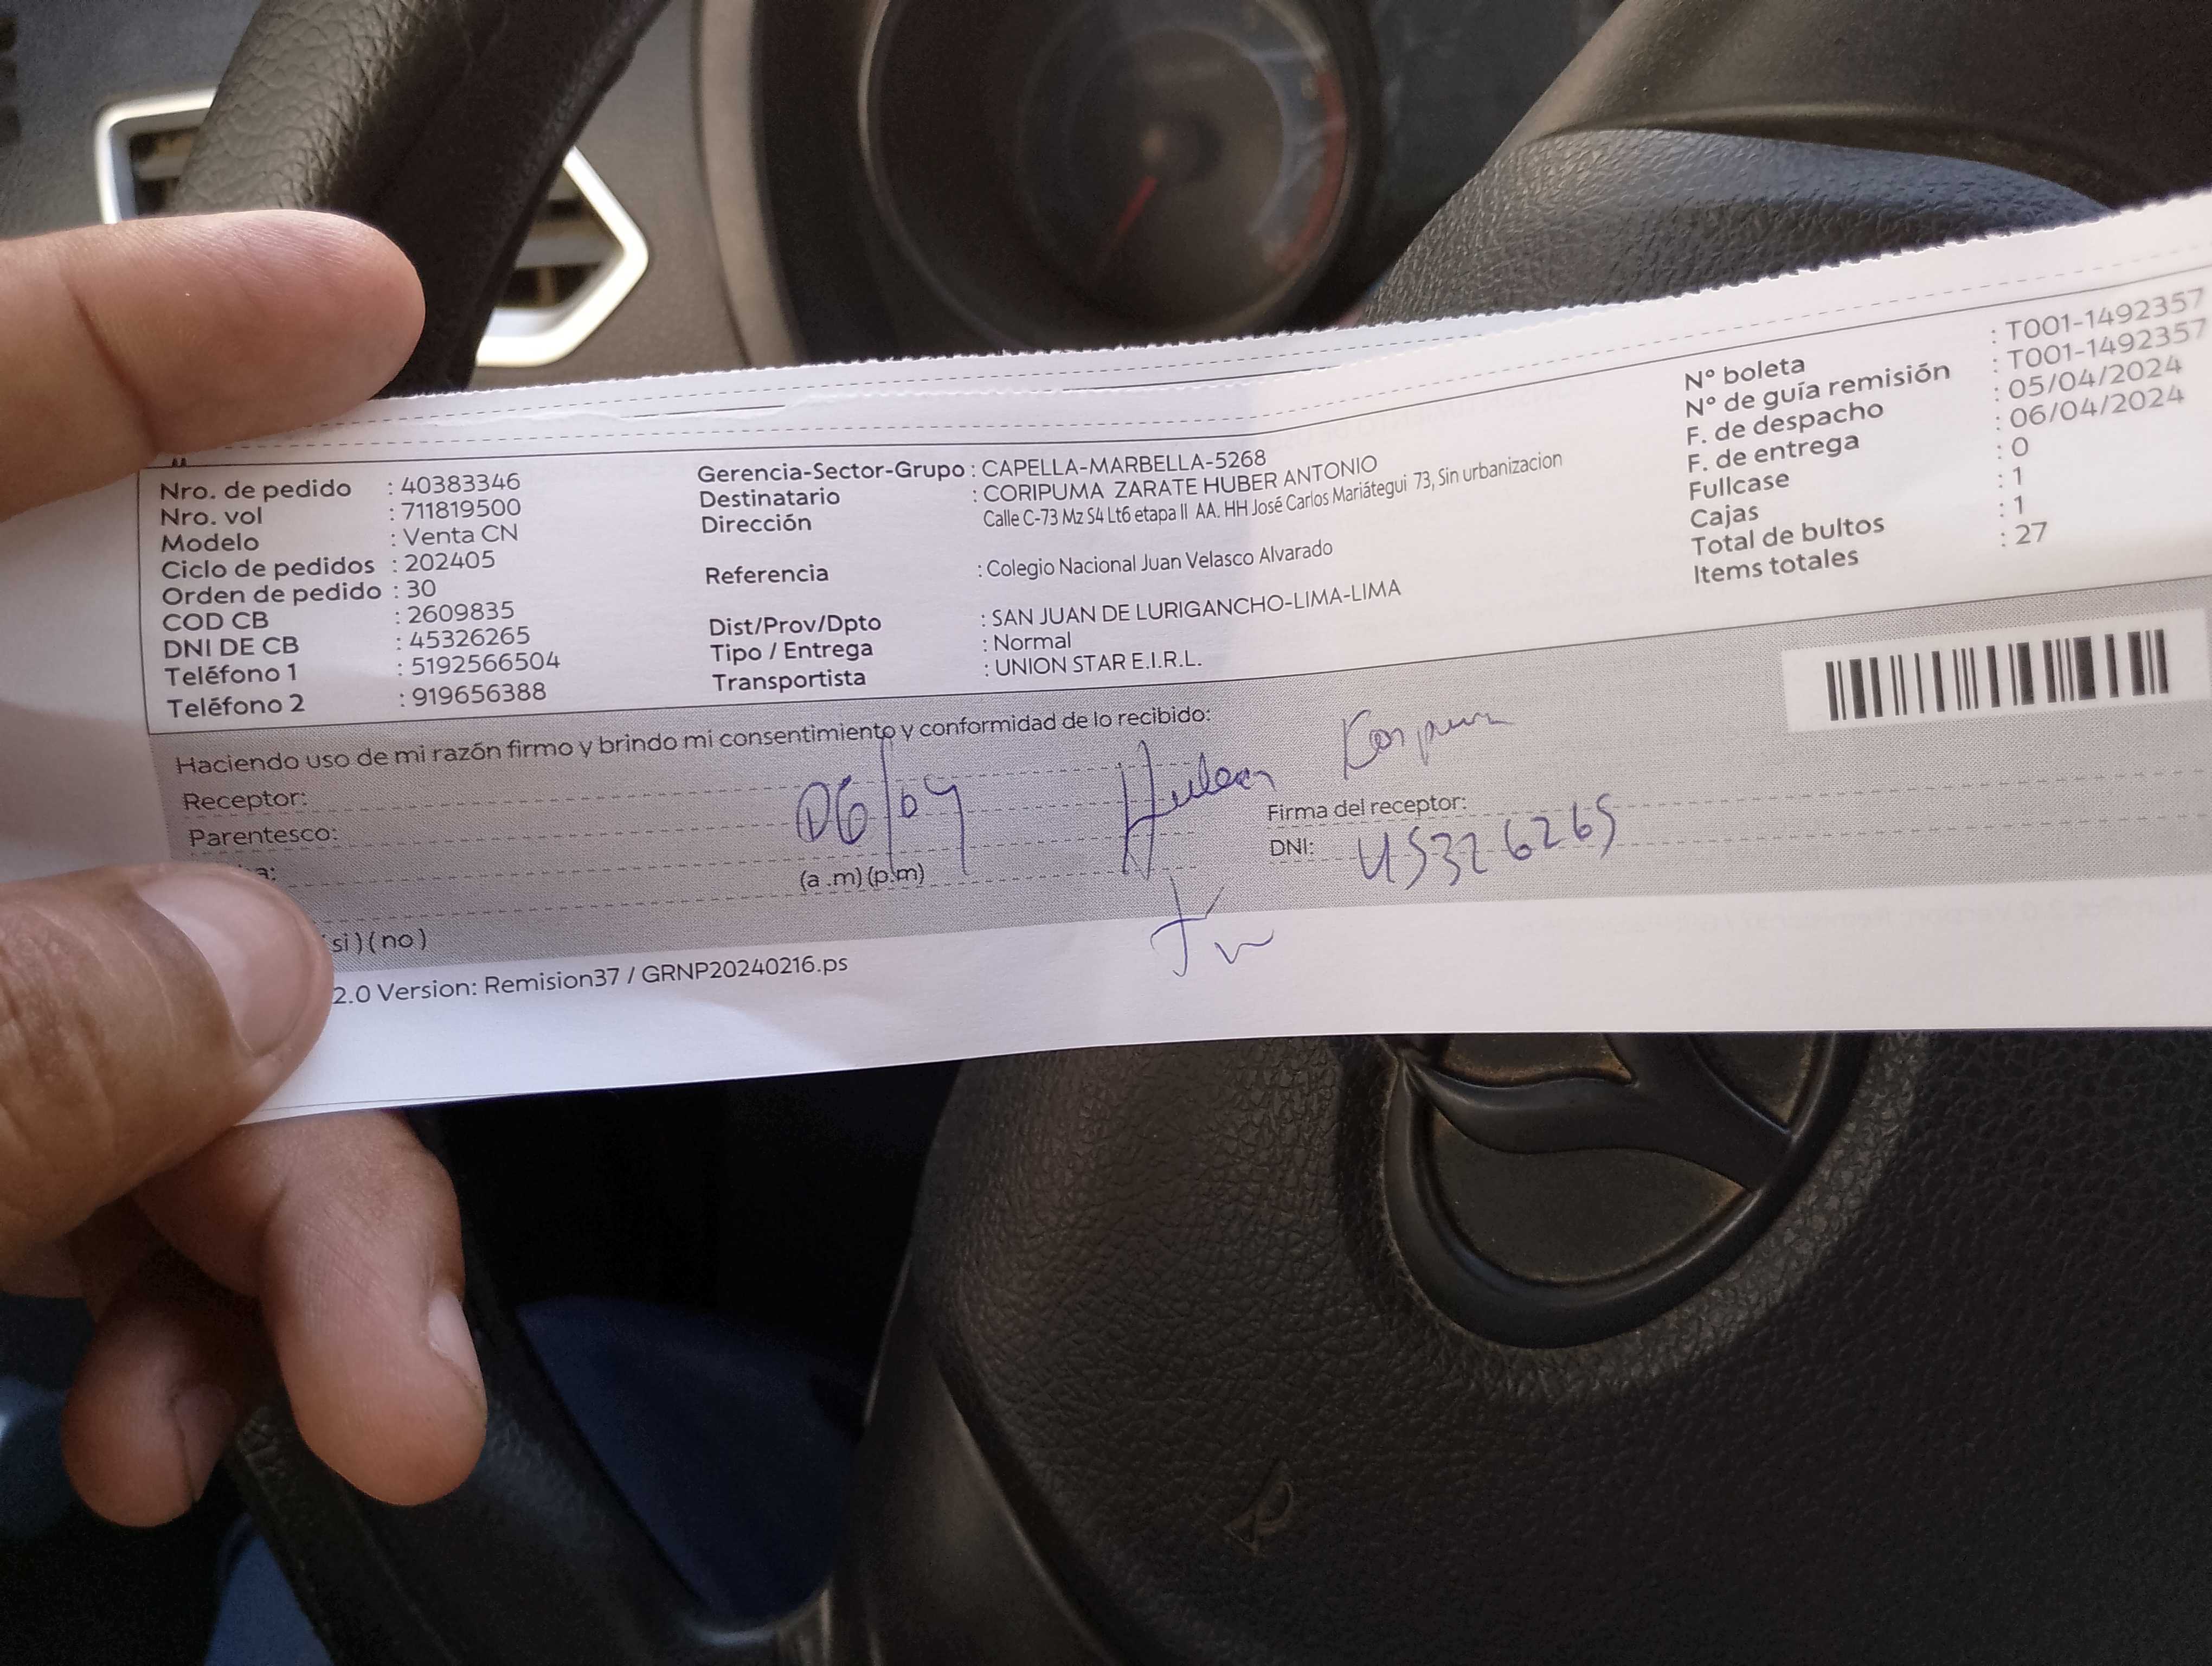 Nro. de pedido : 40383346
Nro. vol : 711819500
Modelo : Venta CN
Ciclo de pedidos : 202405
Orden de pedido : 30
COD CB : 2609835
DNI DE CB : 45326265
Teléfono 1 : 5192566504
Teléfono 2 : 919656388
Gerencia-Sector-Grupo : CAPELLA-MARBELLA-5268
Destinatario : CORIPUMA ZARATE HUBER ANTONIO
Dirección : Calle C-73 Mz S4 Lt6 etapa II AA. HH José Carlos Mariátegui 73, Sin urbanizacion
Referencia : Colegio Nacional Juan Velasco Alvarado
Dist/Prov/Dpto : SAN JUAN DE LURIGANCHO-LIMA-LIMA
Tipo / Entrega : Normal
Transportista : UNION STAR E.I.R.L.
N° boleta : T001-1492357
N° de guía remisión : T001-1492357
F. de despacho : 05/04/2024
F. de entrega : 06/04/2024
Fullcase : 0
Cajas : 1
Total de bultos : 1
Items totales : 27
Haciendo uso de mi razón firmo y brindo mi consentimiento y conformidad de lo recibido:
Receptor:
Parentesco:
06/04
a:
(a .m) (p.m)
Firma del receptor:
DNI: 45326265
si ) ( no )
2.0 Version: Remision37 / GRNP20240216.ps